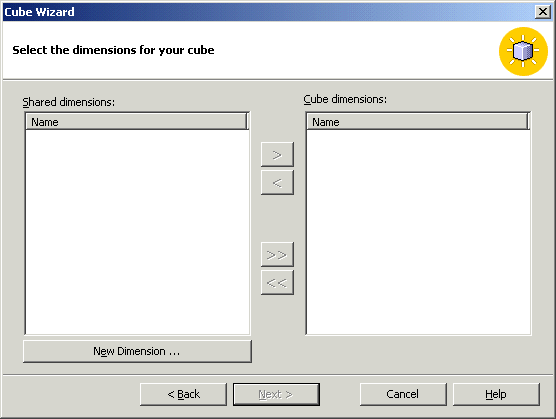 Cube Wizard
Select the dimensions for your cube
Shared dimensions:
Cube dimensions:
Name
Name
>
<
>>
<<
New Dimension ...
< Back
Next >
Cancel
Help